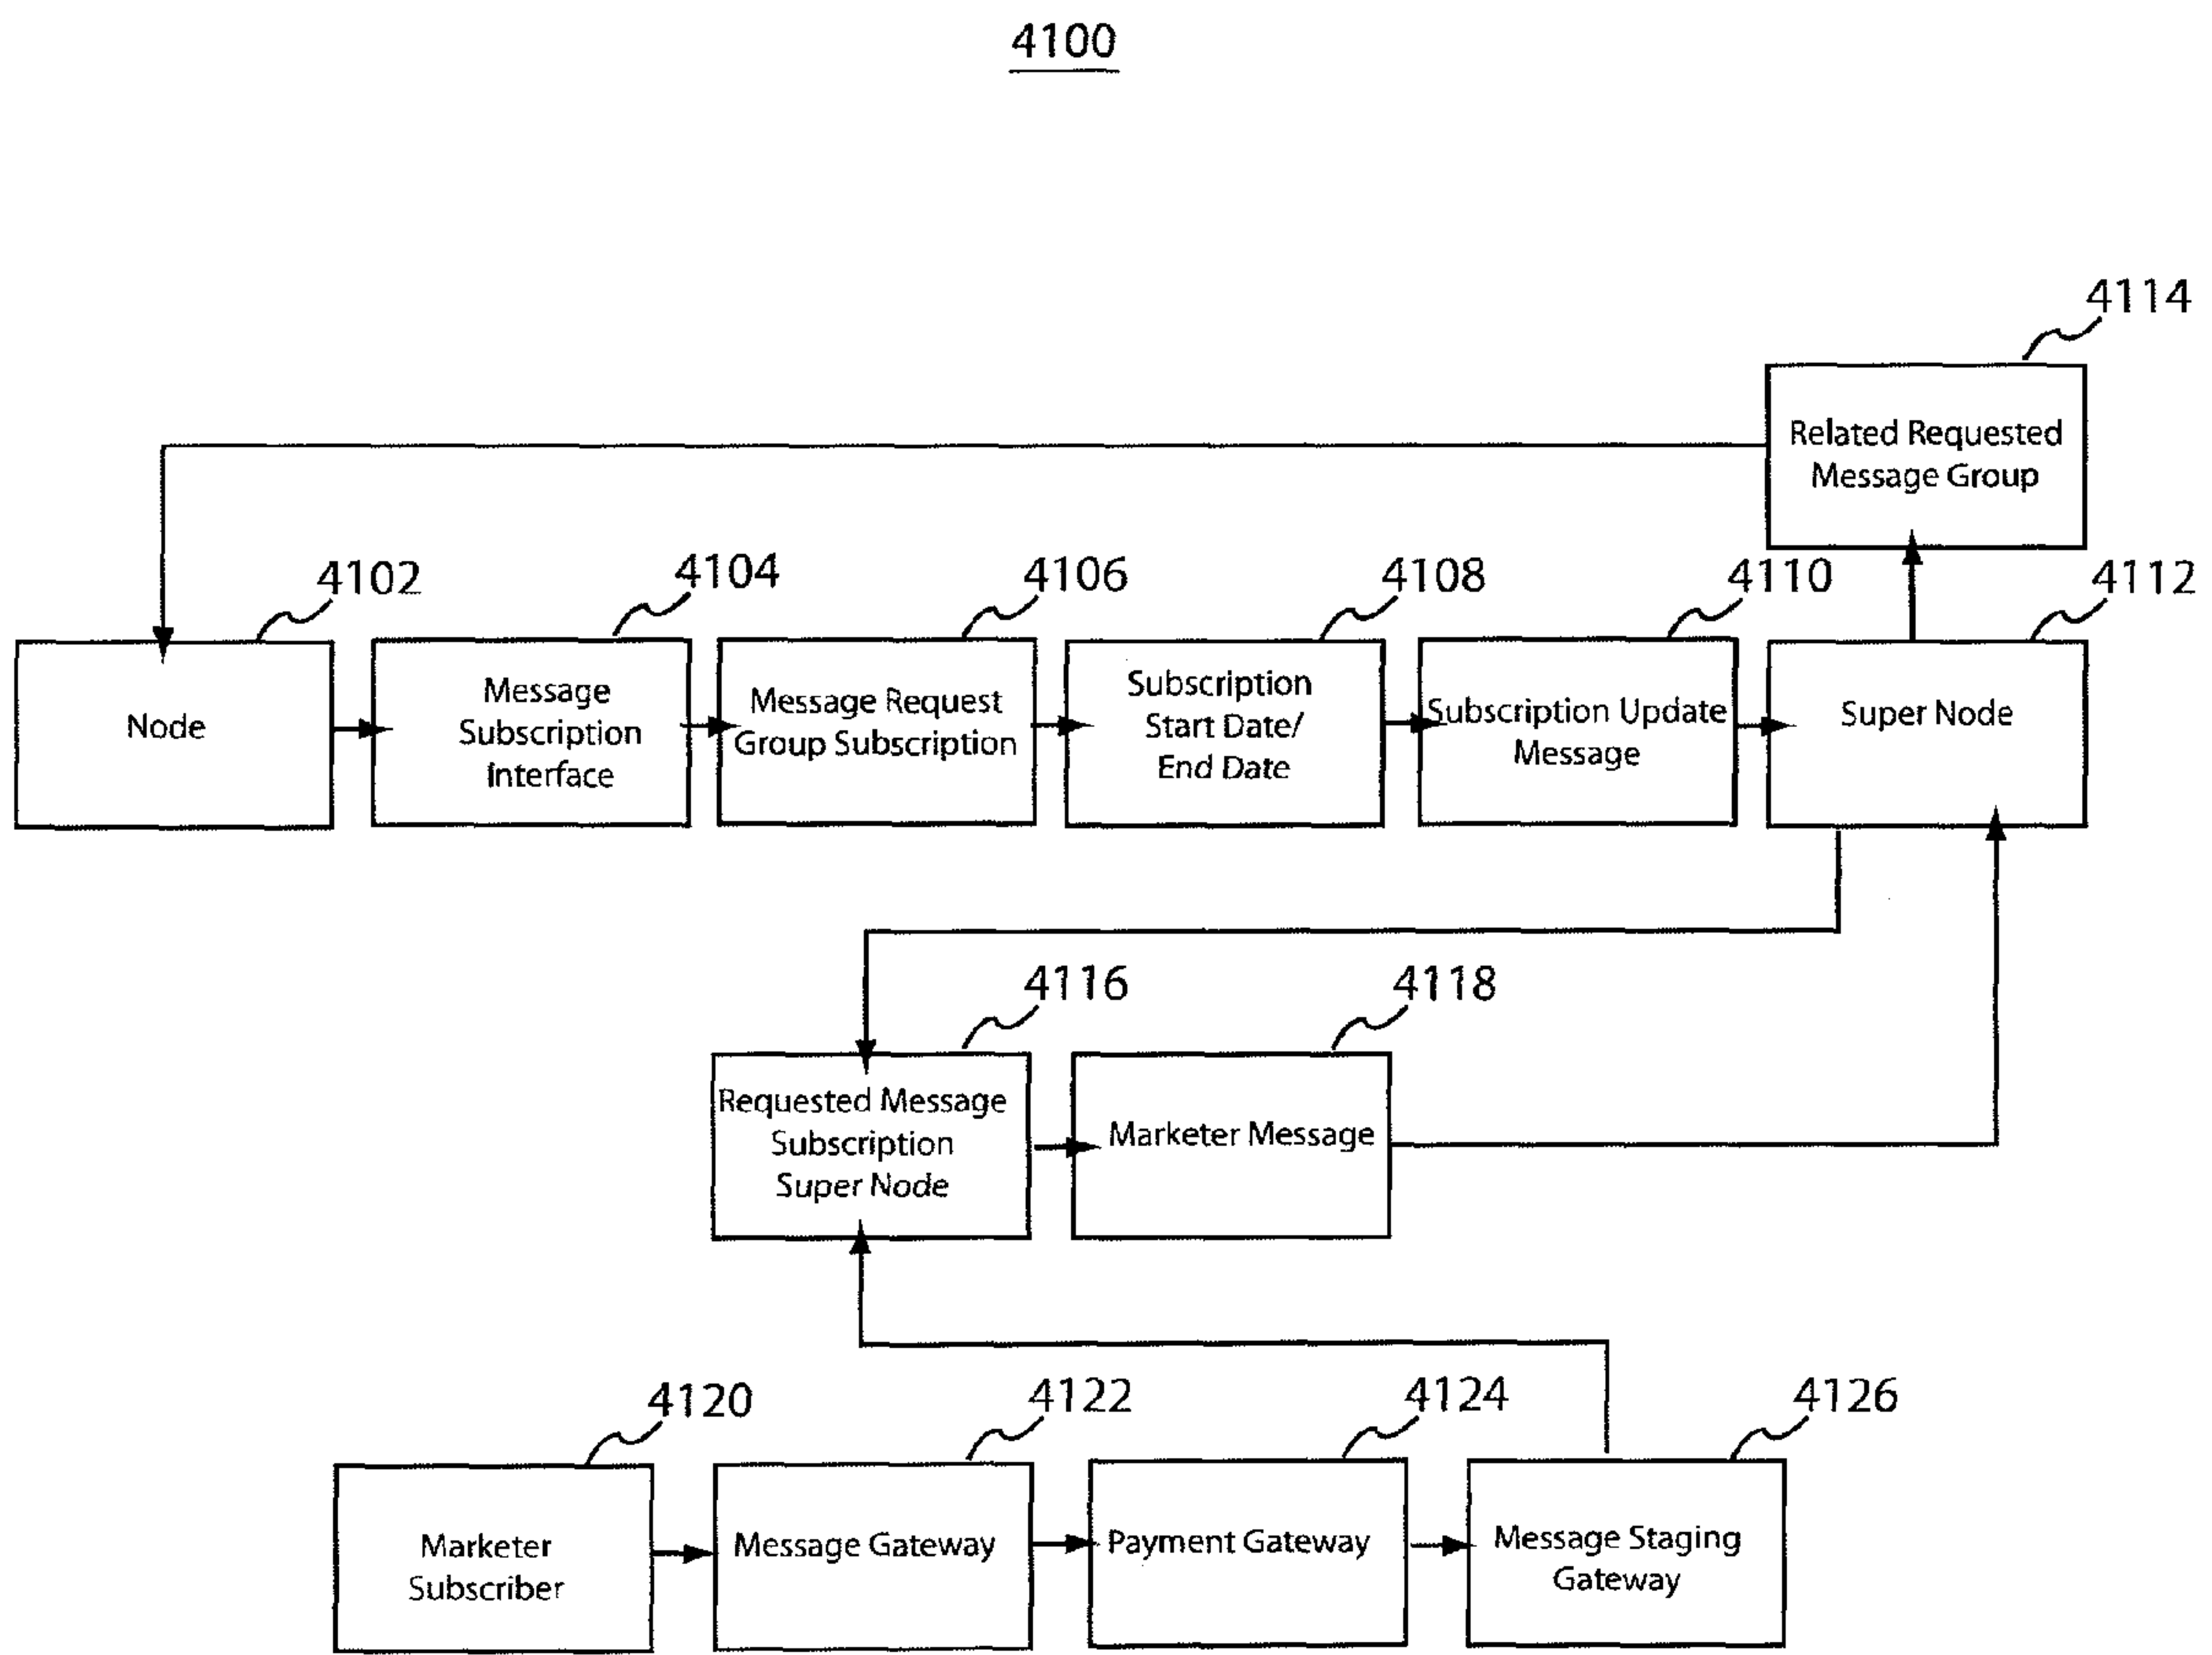 4100
4114
Related Requested
Message Group
4102
4104
4106
4108
4110
4112
Node
Message
Subscription
Interface
Message Request
Group Subscription
Subscription
Start Date/
End Date
Subscription Update
Message
Super Node
4116
4118
Requested Message
Subscription
Super Node
Marketer Message
4120
4122
4124
4126
Marketer
Subscriber
Message Gateway
Payment Gateway
Message Staging
Gateway